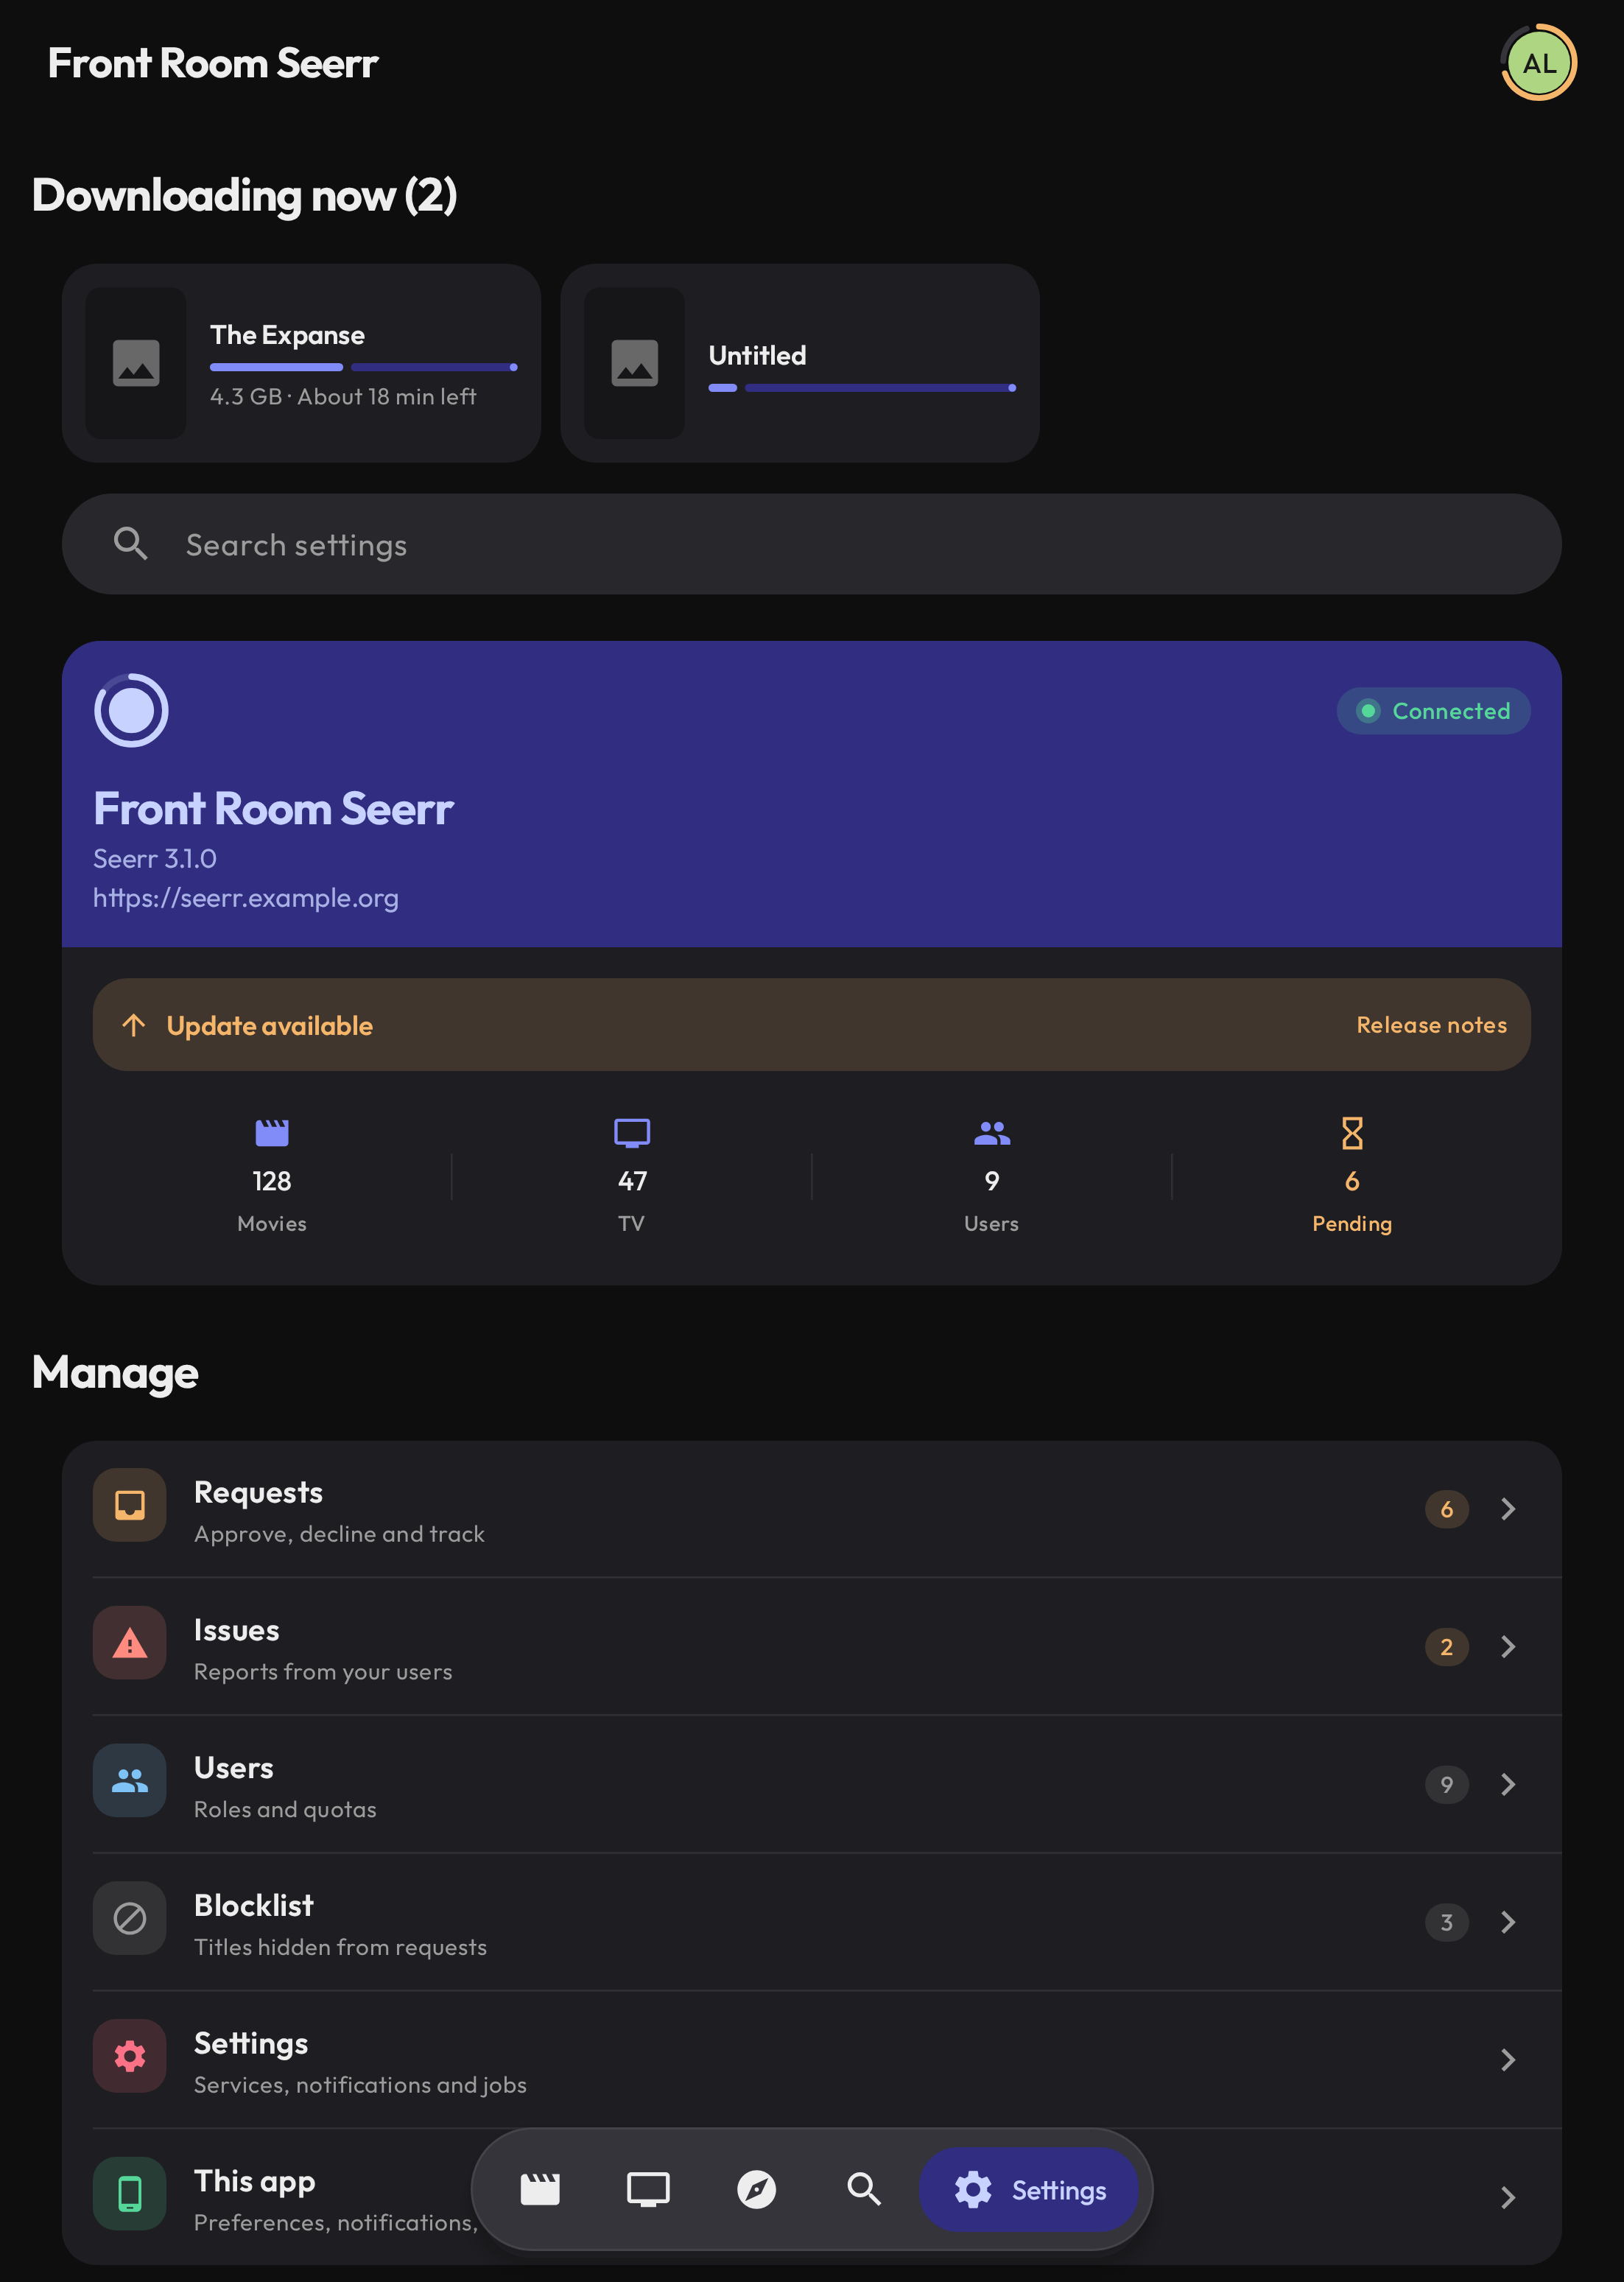 Front Room Seerr
AL
Downloading now (2)
The Expanse
4.3 GB · About 18 min left
Untitled
Search settings
Connected
Front Room Seerr
Seerr 3.1.0
https://seerr.example.org
Update available
Release notes
128
Movies
47
TV
9
Users
6
Pending
Manage
Requests
Approve, decline and track
6
Issues
Reports from your users
2
Users
Roles and quotas
9
Blocklist
Titles hidden from requests
3
Settings
Services, notifications and jobs
This app
Preferences, notifications,
Settings